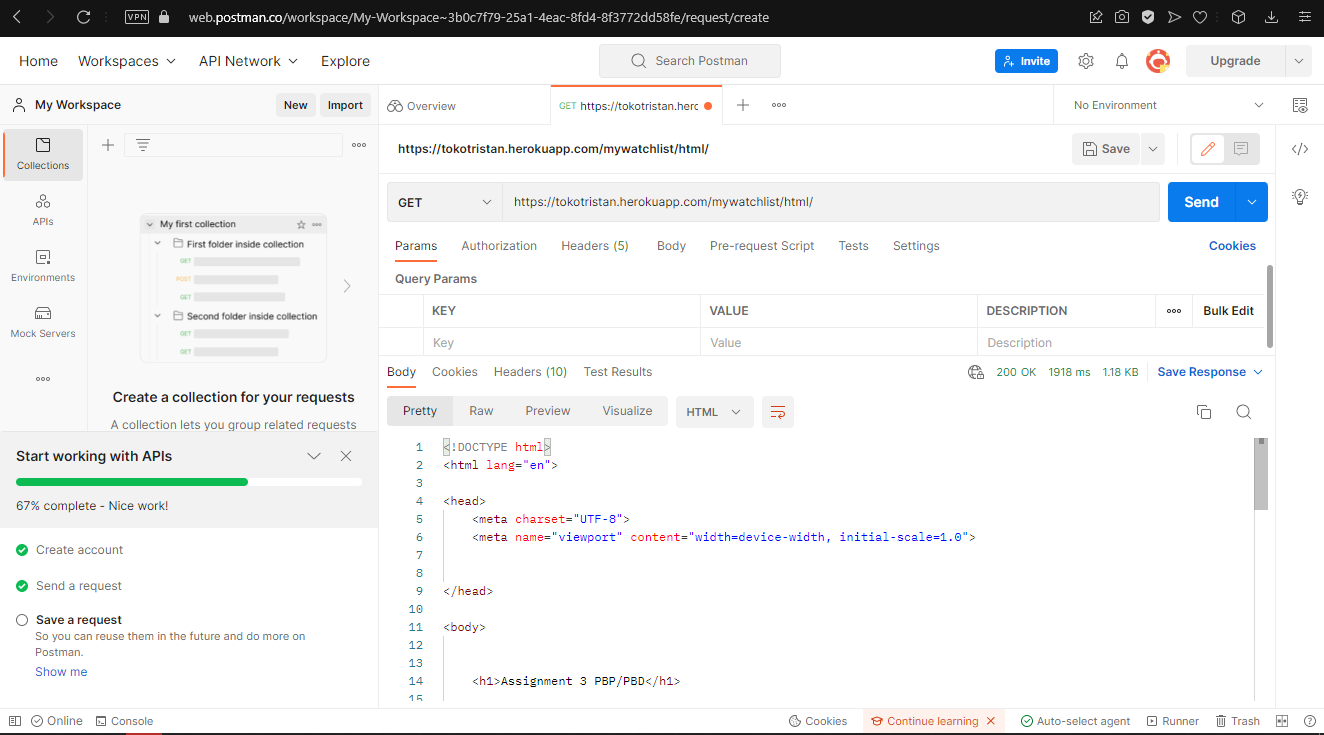 VPN web.postman.co/workspace/My-Workspace~3b0c7f79-25a1-4eac-8fd4-8f3772dd58fe/request/create
Home Workspaces API Network Explore Search Postman Invite Upgrade
My Workspace New Import
Overview GET https://tokotristan.herc No Environment
Collections
APIs
Environments
Mock Servers
My first collection
First folder inside collection
GET
POST
GET
Second folder inside collection
GET
GET
Create a collection for your requests
A collection lets you group related requests
Start working with APIs
67% complete - Nice work!
Create account
Send a request
Save a request
So you can reuse them in the future and do more on
Postman.
Show me
https://tokotristan.herokuapp.com/mywatchlist/html/ Save
GET https://tokotristan.herokuapp.com/mywatchlist/html/ Send
Params Authorization Headers (5) Body Pre-request Script Tests Settings Cookies
Query Params
KEY VALUE DESCRIPTION Bulk Edit
Key Value Description
Body Cookies Headers (10) Test Results 200 OK 1918 ms 1.18 KB Save Response
Pretty Raw Preview Visualize HTML
1 <!DOCTYPE html>
2 <html lang="en">
3
4 <head>
5 <meta charset="UTF-8">
6 <meta name="viewport" content="width=device-width, initial-scale=1.0">
7
8
9 </head>
10
11 <body>
12
13
14 <h1>Assignment 3 PBP/PBD</h1>
15
Online Console Cookies Continue learning Auto-select agent Runner Trash